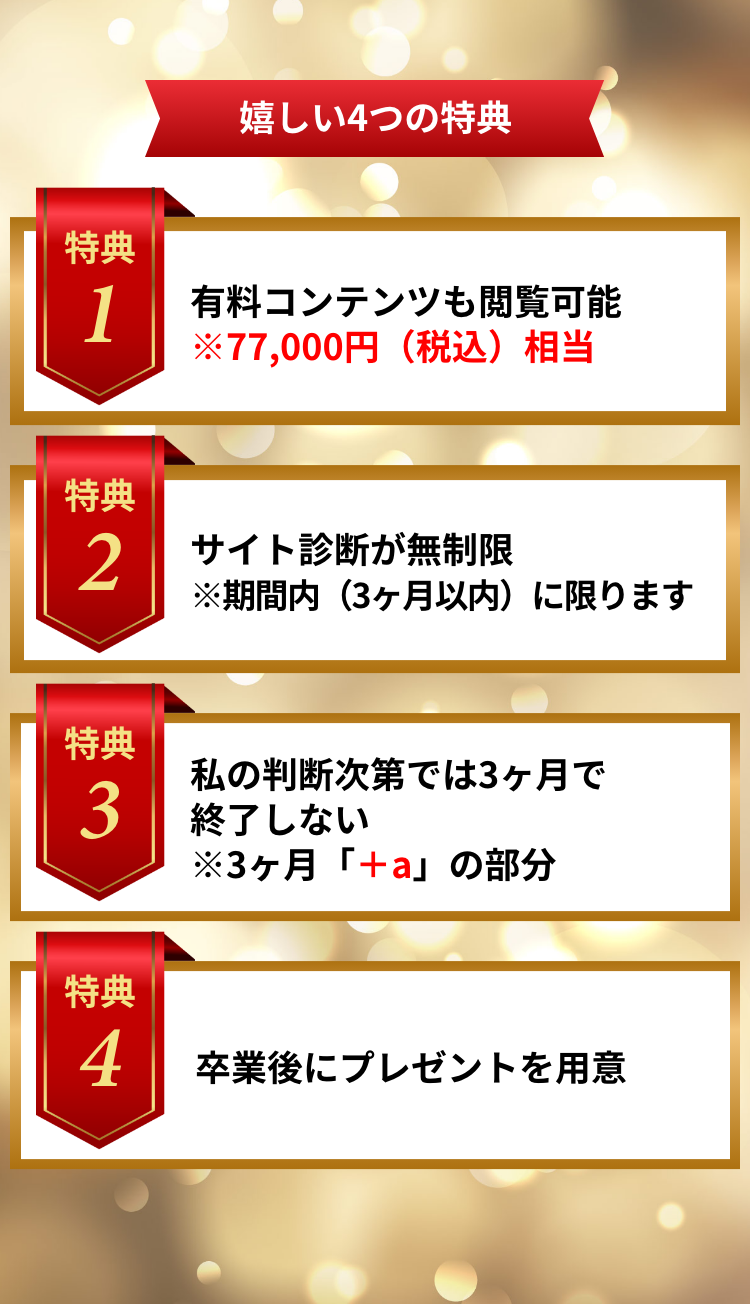 嬉しい4つの特典
特典
1
有料コンテンツも閲覧可能
※77,000円（税込）相当
特典
2
サイト診断が無制限
※期間内（3ヶ月以内）に限ります
特典
3
私の判断次第では3ヶ月で
終了しない
※3ヶ月「＋a」の部分
特典
4
卒業後にプレゼントを用意